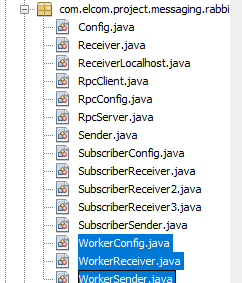 com.elcom.project.messaging.rabbi
Config.java
Receiver.java
ReceiverLocalhost.java
RpcClient.java
RpcConfig.java
RpcServer.java
Sender.java
SubscriberConfig.java
SubscriberReceiver.java
SubscriberReceiver2.java
SubscriberReceiver3.java
SubscriberSender.java
WorkerConfig.java
WorkerReceiver.java
WorkerSender.java